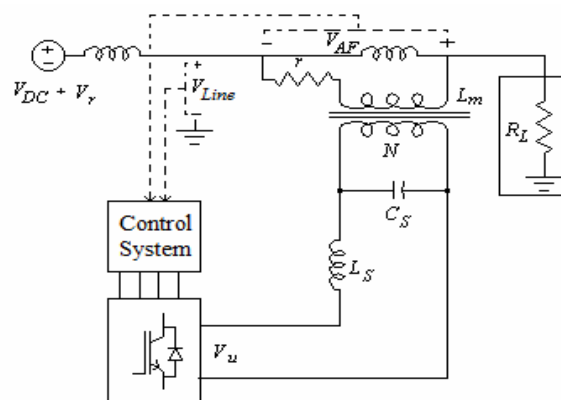 − V_AF +
r
V_DC + V_r
+
V_Line
-
L_m
N
R_L
C_S
Control
System
L_S
V_u